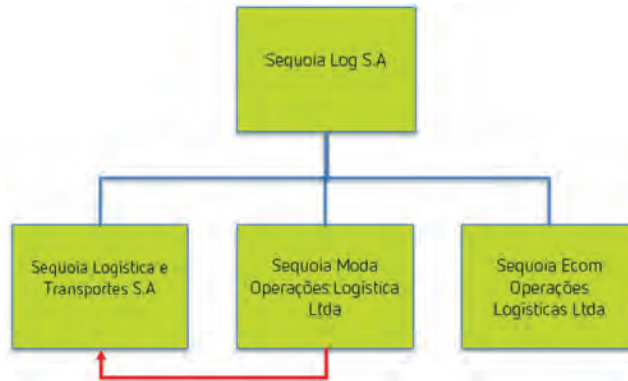 Sequoia Log S.A
Sequoia Logística e
Transportes S.A
Sequoia Moda
Operações Logística
Ltda
Sequoia Ecom
Operações
Logísticas Ltda